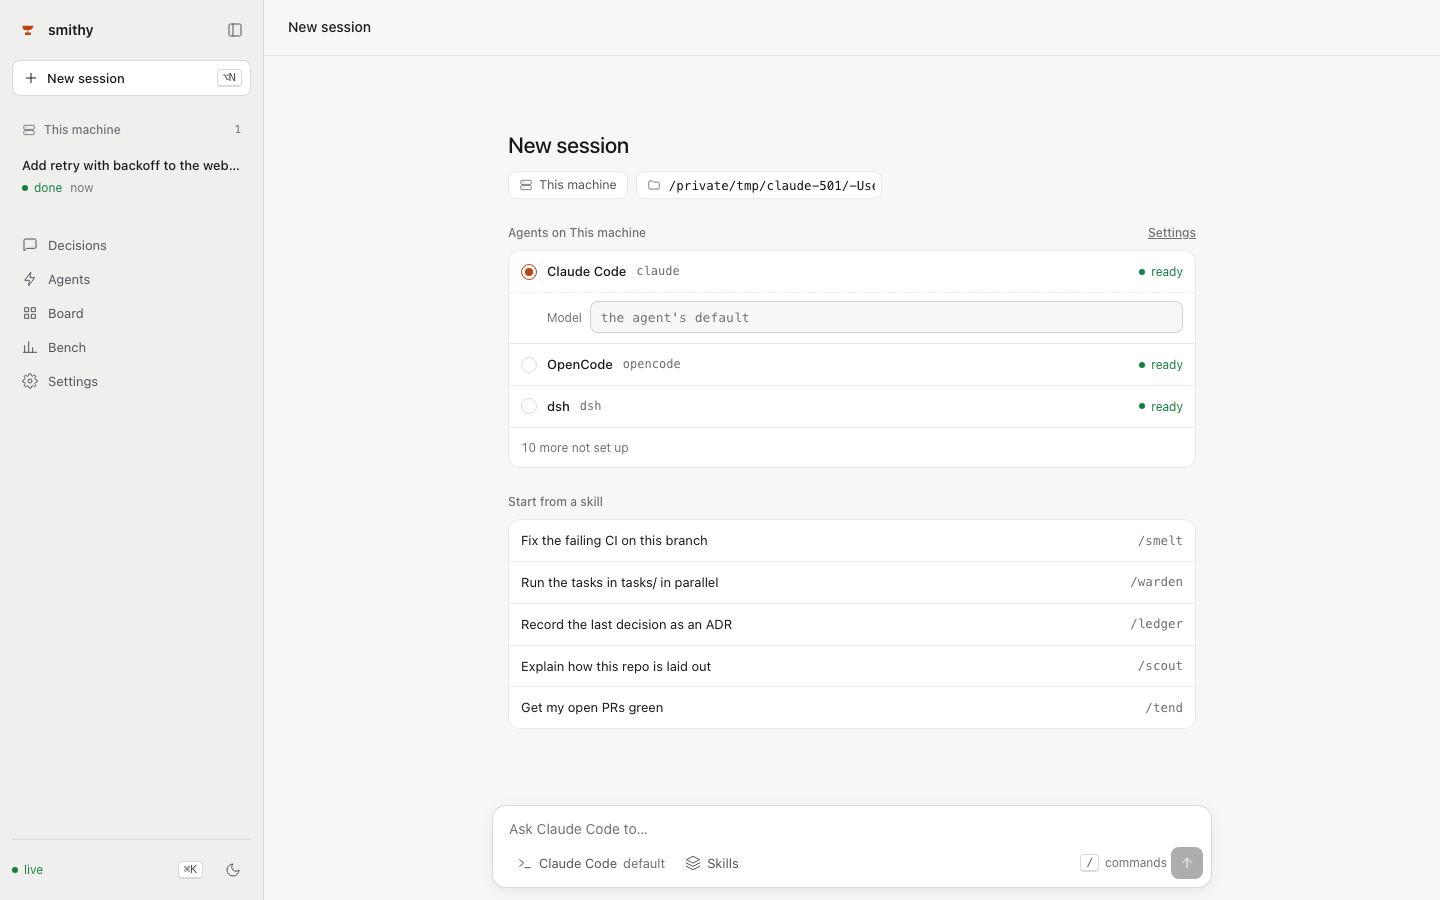 smithy
New session
⌥N
This machine
1
Add retry with backoff to the web...
done now
Decisions
Agents
Board
Bench
Settings
live
⌘K
New session
New session
This machine
/private/tmp/claude-501/-Use
Agents on This machine
Settings
Claude Code claude
ready
Model
the agent's default
OpenCode opencode
ready
dsh dsh
ready
10 more not set up
Start from a skill
Fix the failing CI on this branch
/smelt
Run the tasks in tasks/ in parallel
/warden
Record the last decision as an ADR
/ledger
Explain how this repo is laid out
/scout
Get my open PRs green
/tend
Ask Claude Code to...
Claude Code default
Skills
/ commands